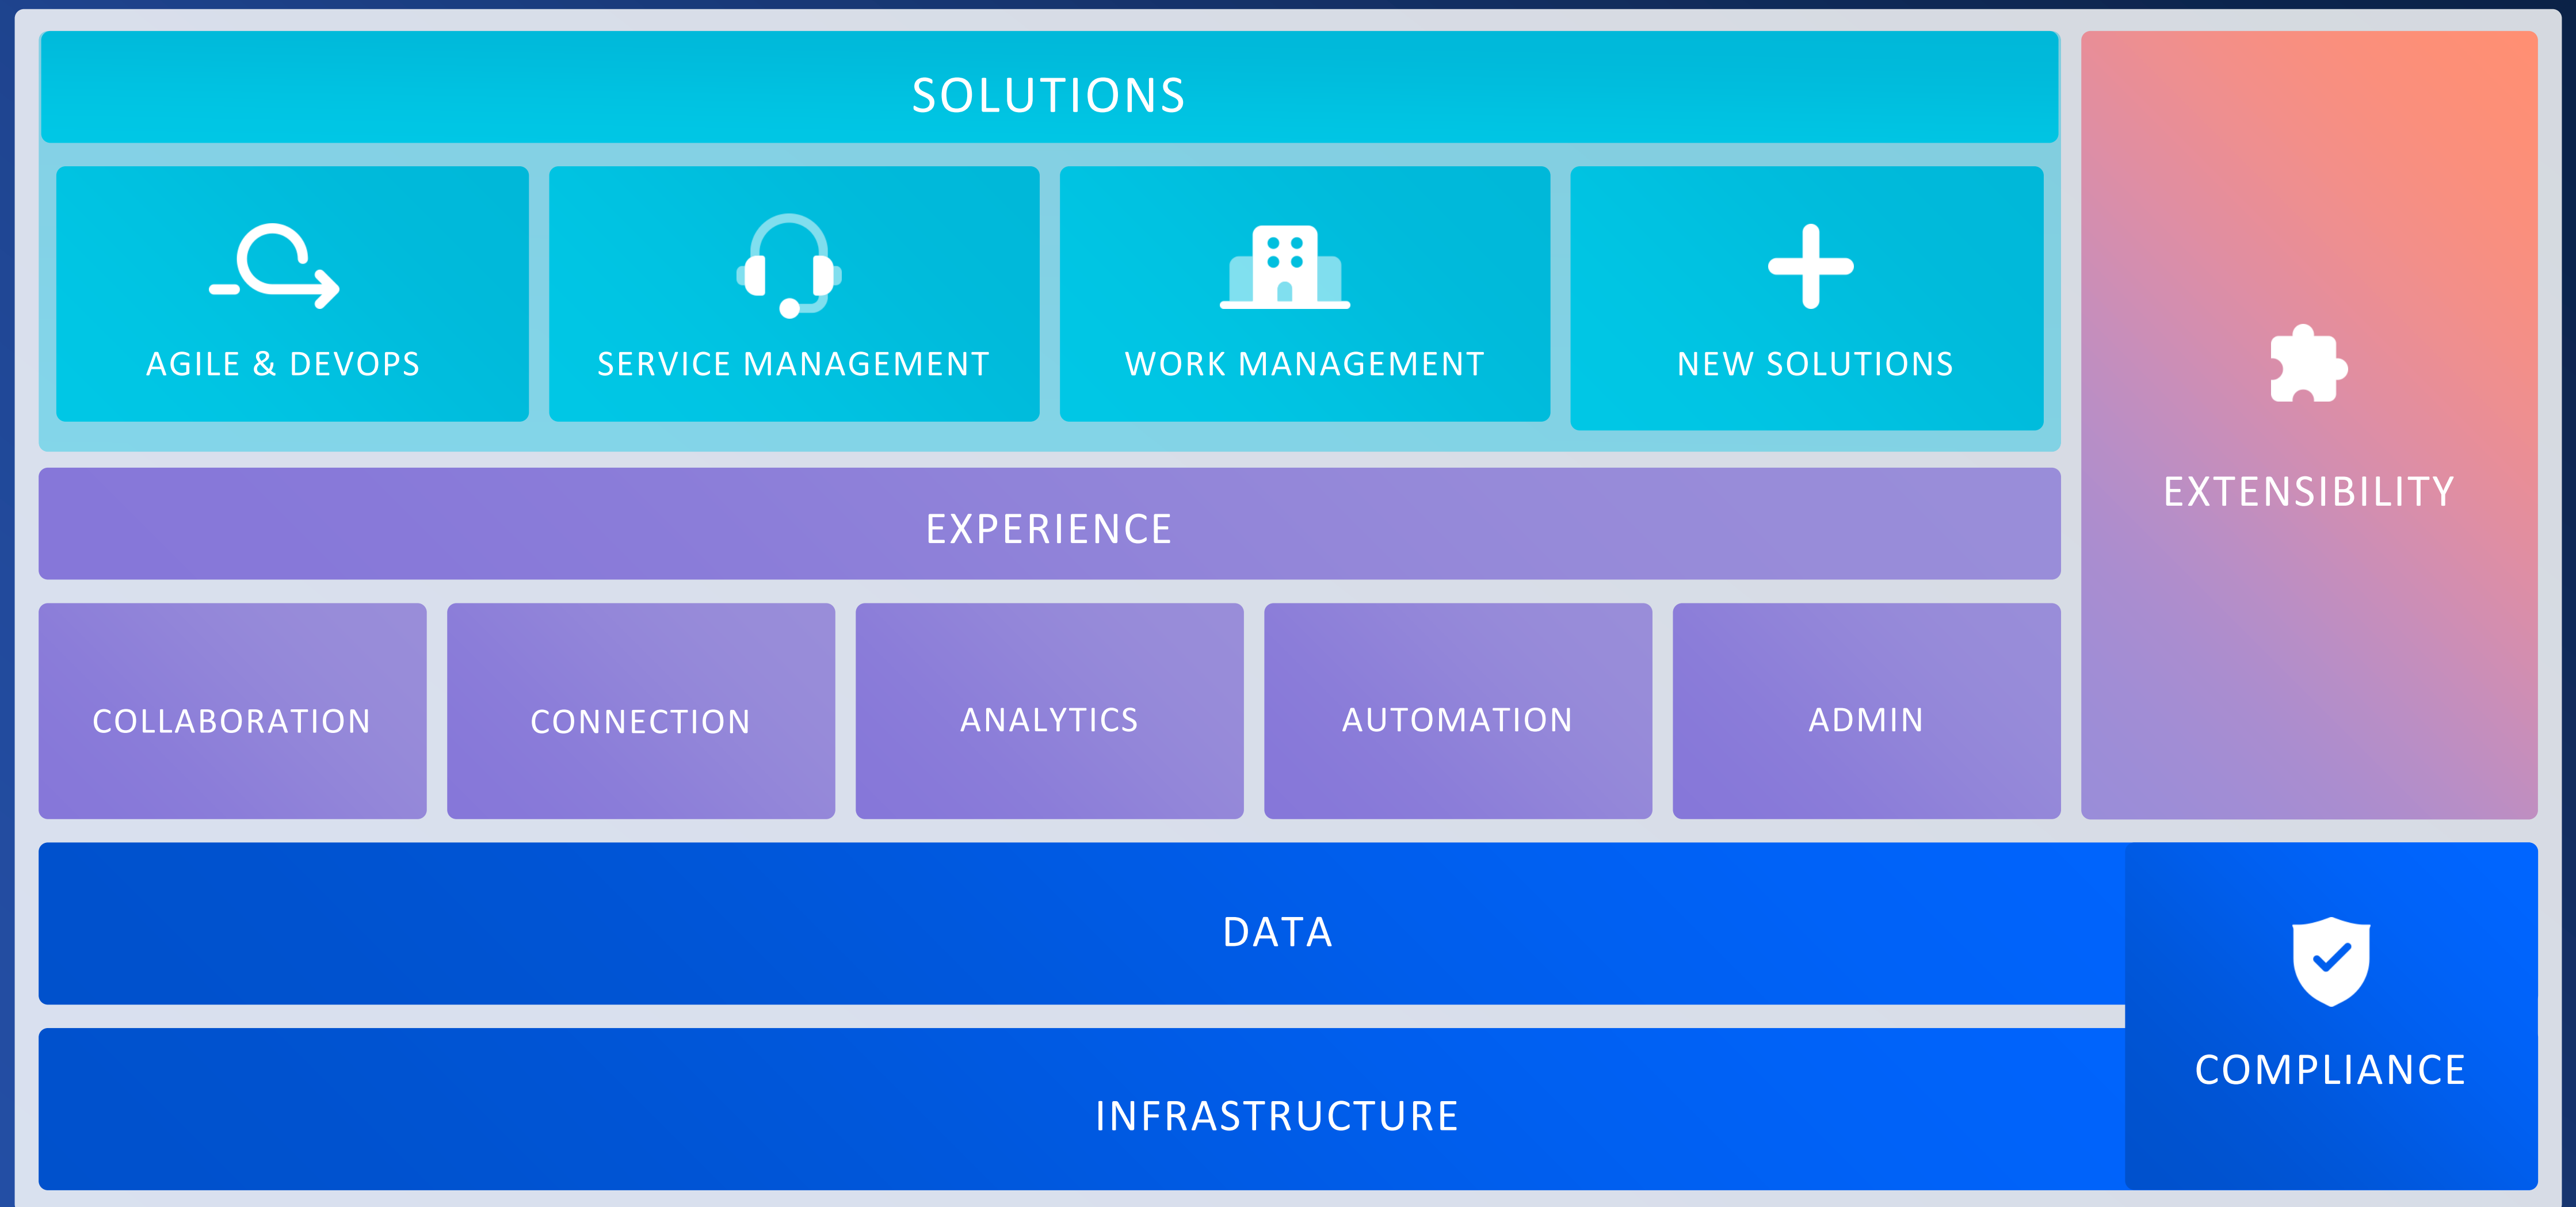 SOLUTIONS
AGILE & DEVOPS
SERVICE MANAGEMENT
WORK MANAGEMENT
NEW SOLUTIONS
EXTENSIBILITY
EXPERIENCE
COLLABORATION
CONNECTION
ANALYTICS
AUTOMATION
ADMIN
DATA
COMPLIANCE
INFRASTRUCTURE